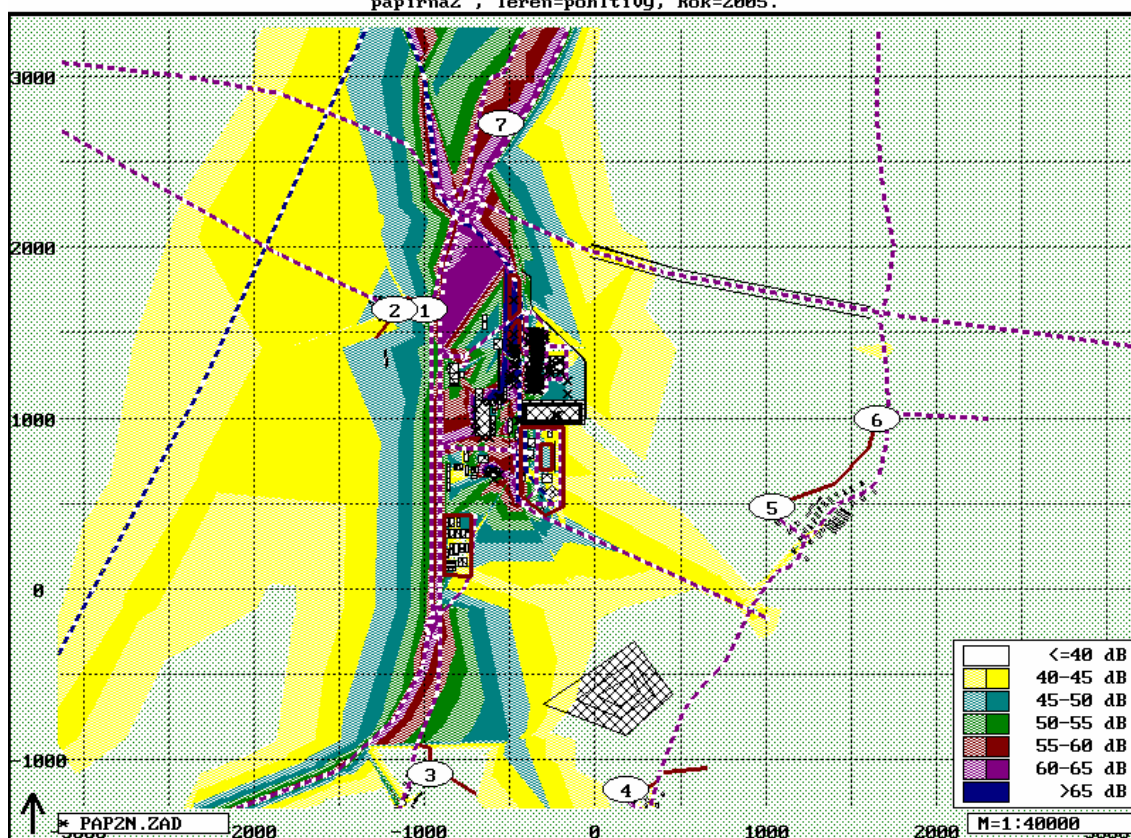 papirna2 , Terén=pohltivý, Rok=2005.
3000
7
2000
2
1
1000
6
5
0
<=40 dB
40-45 dB
45-50 dB
50-55 dB
55-60 dB
-1000
3
4
60-65 dB
>65 dB
* PAP2N.ZAD
-2000
-1000
0
1000
2000
M=1:40000